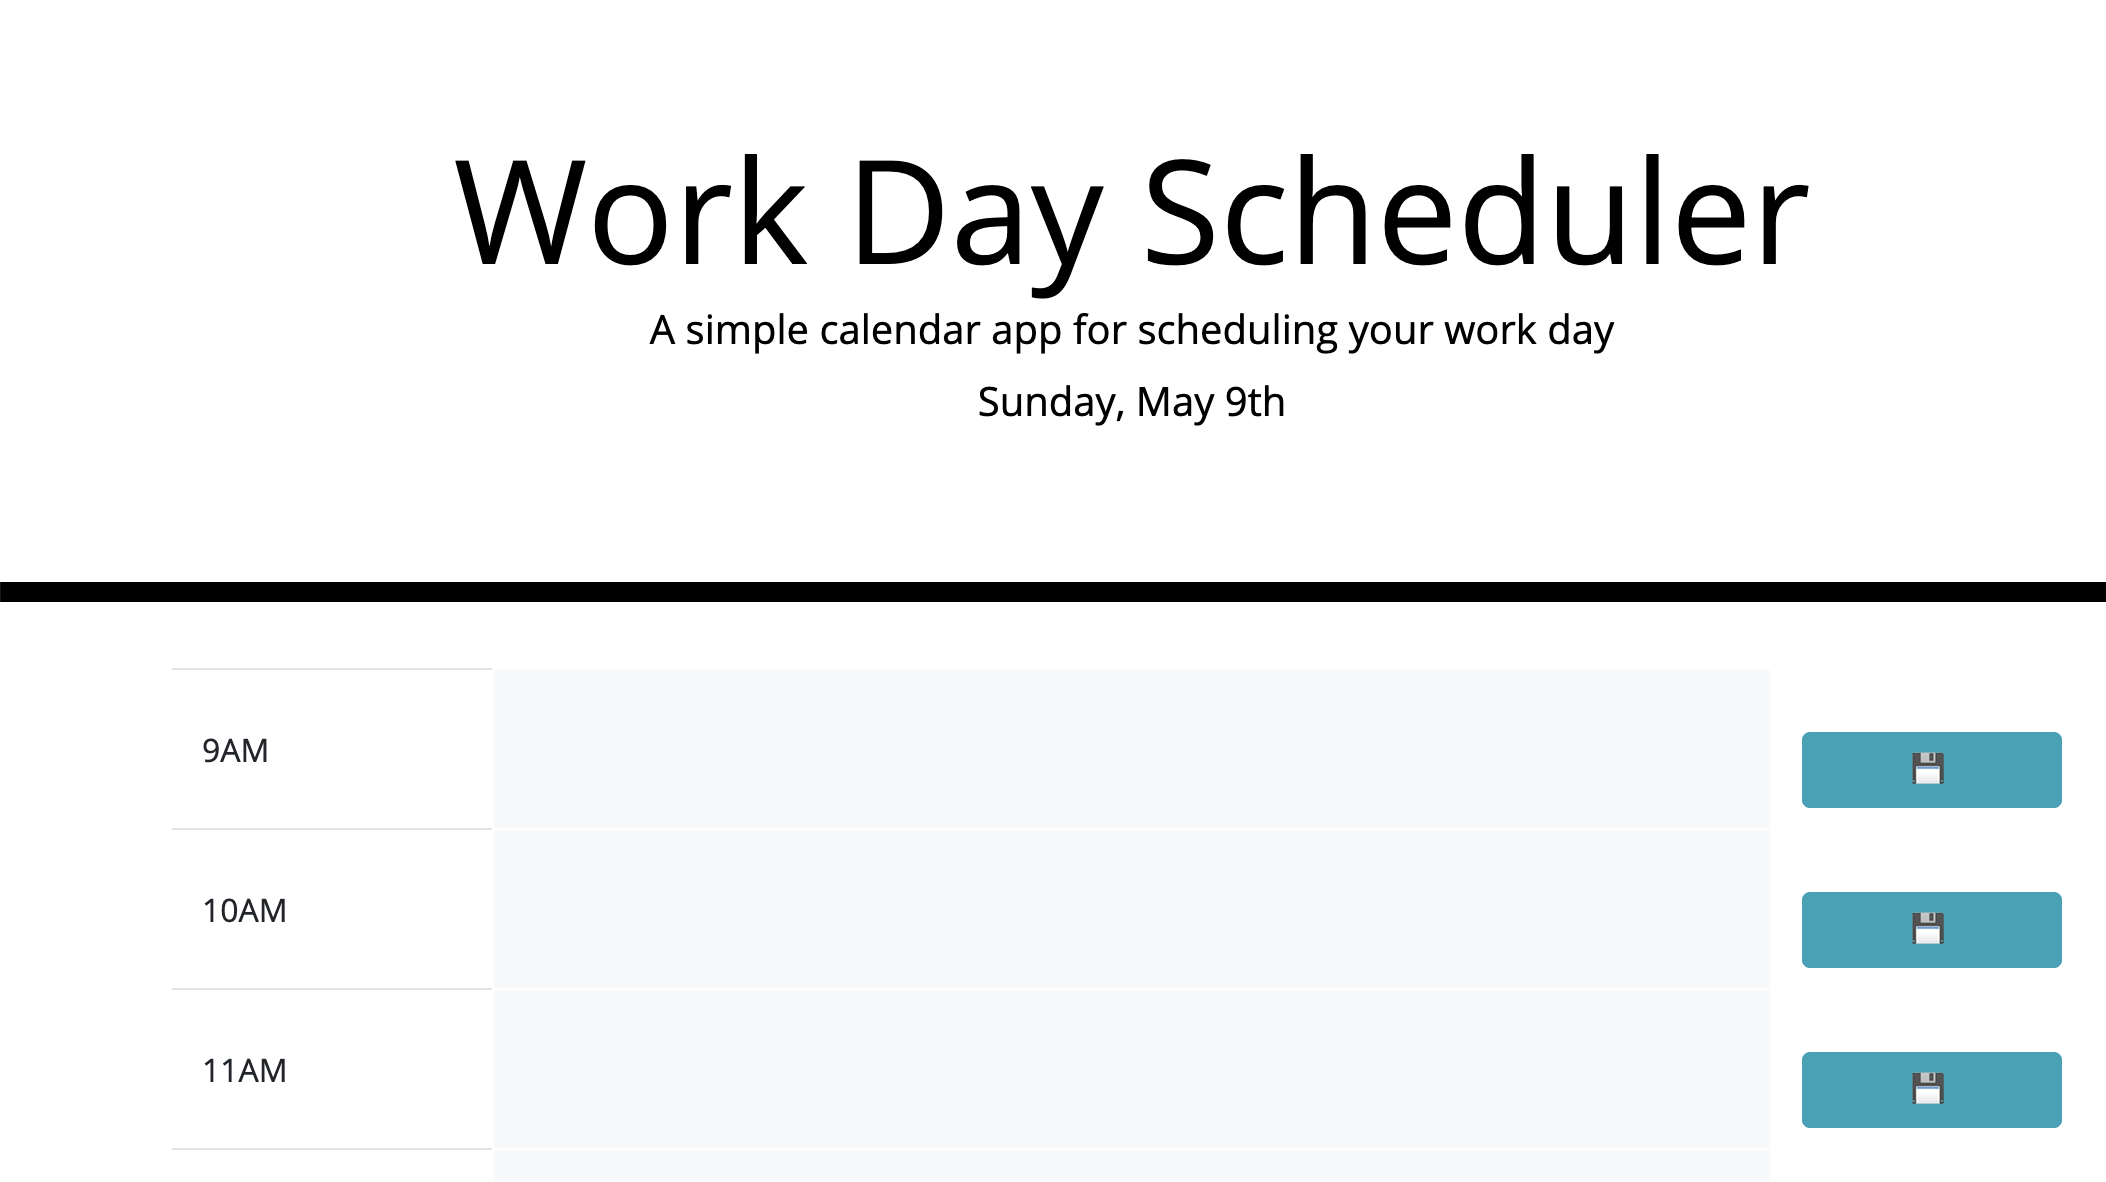 Work Day Scheduler
A simple calendar app for scheduling your work day
Sunday, May 9th
9AM
10AM
11AM